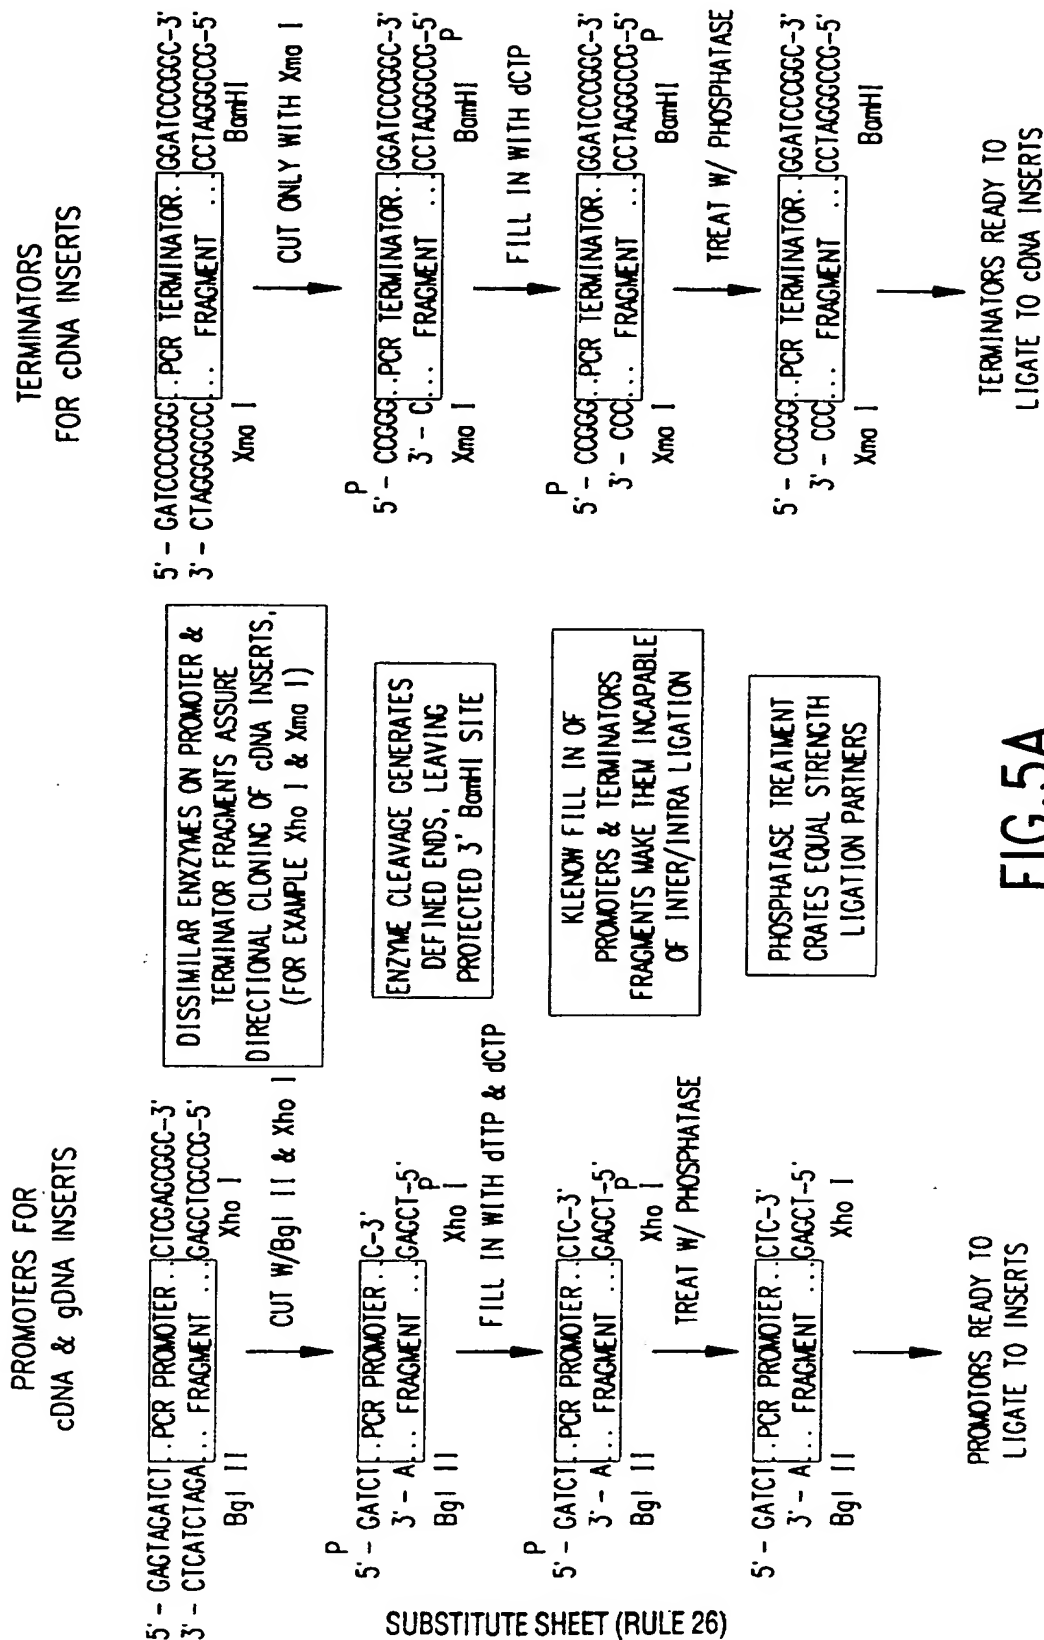 PROMOTERS FOR
cDNA & gDNA INSERTS
5'- GAGTAGATCT..PCR PROMOTER..CTCGAGCGGC-3'
3'- CTCATCTAGA... FRAGMENT ...GAGCTCGCCG-5'
Bgl II
Xho I
CUT W/Bgl II & Xho I
P
5'- GATCT..PCR PROMOTER..C-3'
3'- A... FRAGMENT ...GAGCT-5'
P
Bgl II
Xho I
FILL IN WITH dTTP & dCTP
P
5'- GATCT..PCR PROMOTER..CTC-3'
3'- A... FRAGMENT ...GAGCT-5'
P
Bgl II
Xho I
TREAT W/ PHOSPHATASE
5'- GATCT..PCR PROMOTER..CTC-3'
3'- A... FRAGMENT ...GAGCT-5'
Bgl II
Xho I
PROMOTORS READY TO
LIGATE TO INSERTS
DISSIMILAR ENXZYMES ON PROMOTER &
TERMINATOR FRAGMENTS ASSURE
DIRECTIONAL CLONING OF cDNA INSERTS,
(FOR EXAMPLE Xho I & Xma I)
ENZYME CLEAVAGE GENERATES
DEFINED ENDS, LEAVING
PROTECTED 3' BamHI SITE
KLENOW FILL IN OF
PROMOTERS & TERMINATORS
FRAGMENTS MAKE THEM INCAPABLE
OF INTER/INTRA LIGATION
PHOSPHATASE TREATMENT
CRATES EQUAL STRENGTH
LIGATION PARTNERS
TERMINATORS
FOR cDNA INSERTS
5'- GATCCCCGGG..PCR TERMINATOR..GGATCCCGGC-3'
3'- CTAGGGGCCC... FRAGMENT ...CCTAGGGCCG-5'
Xma I
BamHI
CUT ONLY WITH Xma I
P
5'- CCGGG..PCR TERMINATOR..GGATCCCGGC-3'
3'- C... FRAGMENT ...CCTAGGGCCG-5'
P
Xma I
BamHI
FILL IN WITH dCTP
P
5'- CCGGG..PCR TERMINATOR..GGATCCCGGC-3'
3'- CCC... FRAGMENT ...CCTAGGGCCG-5'
P
Xma I
BamHI
TREAT W/ PHOSPHATASE
5'- CCGGG..PCR TERMINATOR..GGATCCCGGC-3'
3'- CCC... FRAGMENT ...CCTAGGGCCG-5'
Xma I
BamHI
TERMINATORS READY TO
LIGATE TO cDNA INSERTS
FIG.5A
SUBSTITUTE SHEET (RULE 26)